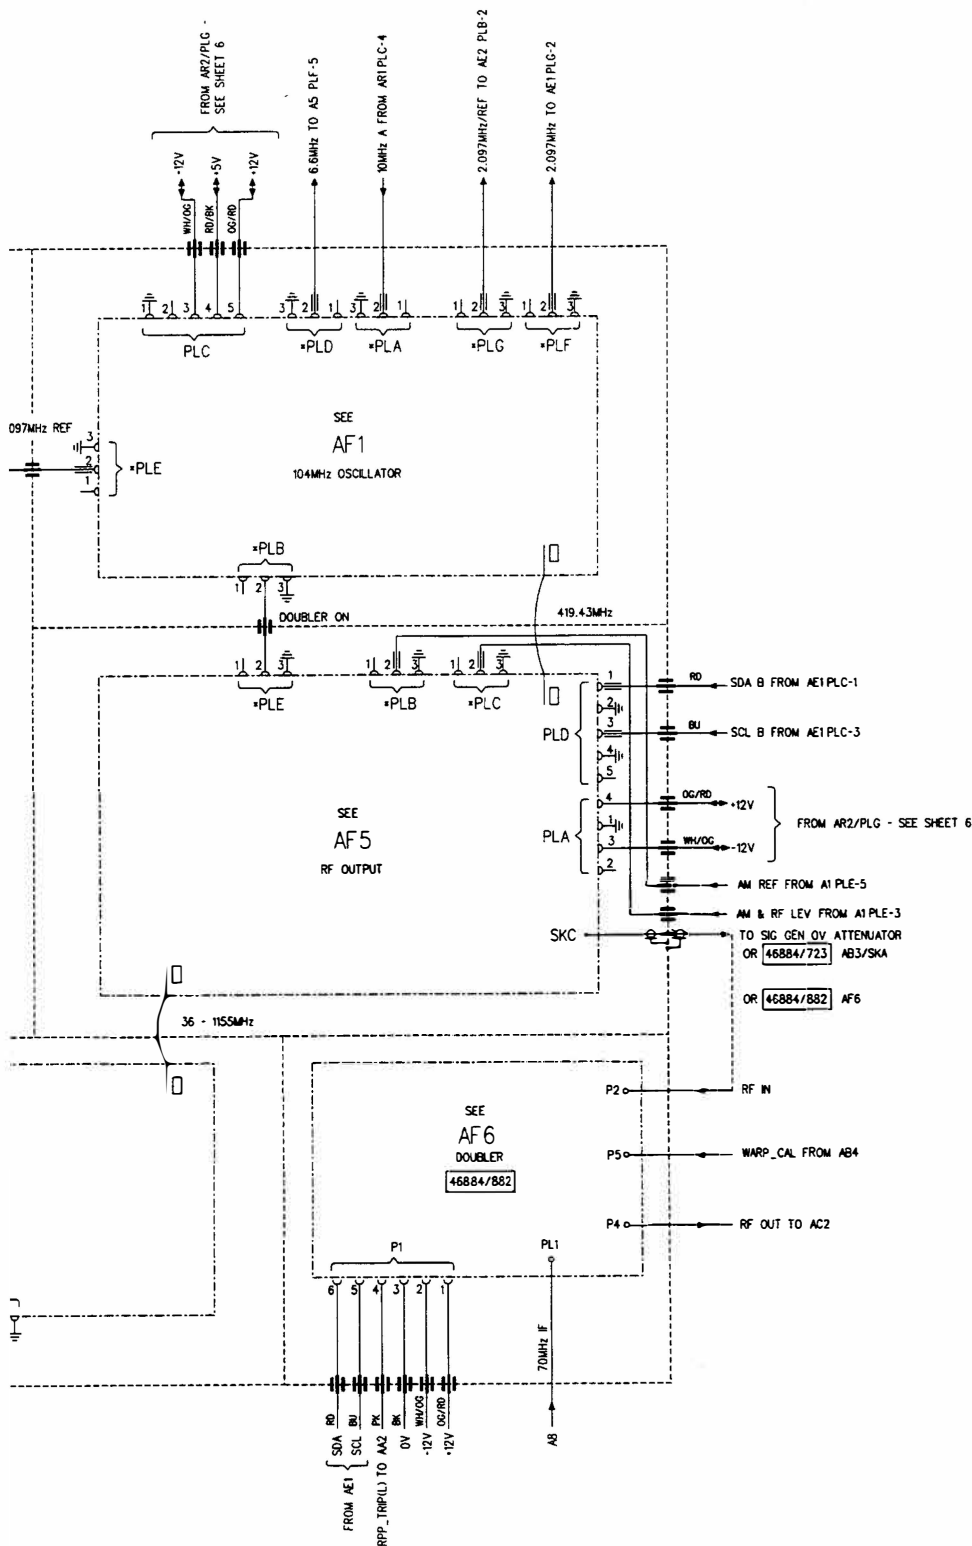 FROM AR2/PLG -
SEE SHEET 6
-12V
+5V
+12V
WH/OG
RD/BK
OG/RD
6.6MHz TO A5 PLF-5
10MHz A FROM AR1 PLC-4
2.097MHz/REF TO AE2 PLB-2
2.097MHz TO AE1 PLG-2
1 2 3 4 5
3 2 1
3 2 1
1 2 3
1 2 3
PLC
*PLD
*PLA
*PLG
*PLF
SEE
AF1
104MHz OSCILLATOR
097MHz REF
3
2
1
*PLE
*PLB
1 2 3
DOUBLER ON
419.43MHz
1 2 3
1 2 3
1 2 3
*PLE
*PLB
*PLC
PLD
1
2
3
4
5
RD
SDA B FROM AE1 PLC-1
BU
SCL B FROM AE1 PLC-3
SEE
AF5
RF OUTPUT
PLA
4
1
3
2
OG/RD
+12V
WH/OG
-12V
FROM AR2/PLG - SEE SHEET 6
AM REF FROM A1 PLE-5
AM & RF LEV FROM A1 PLE-3
SKC
TO SIG GEN OV ATTENUATOR
OR 46884/723 AB3/SKA
OR 46884/882 AF6
36 - 1155MHz
SEE
AF6
DOUBLER
46884/882
P2
RF IN
P5
WARP_CAL FROM AB4
P4
RF OUT TO AC2
P1
PL1
6 5 4 3 2 1
70MHz IF
A8
RD
BU
PK
BK
WH/OG
OG/RD
SDA
SCL
FROM AE1
RPP_TRIP(L) TO AA2
0V
-12V
+12V